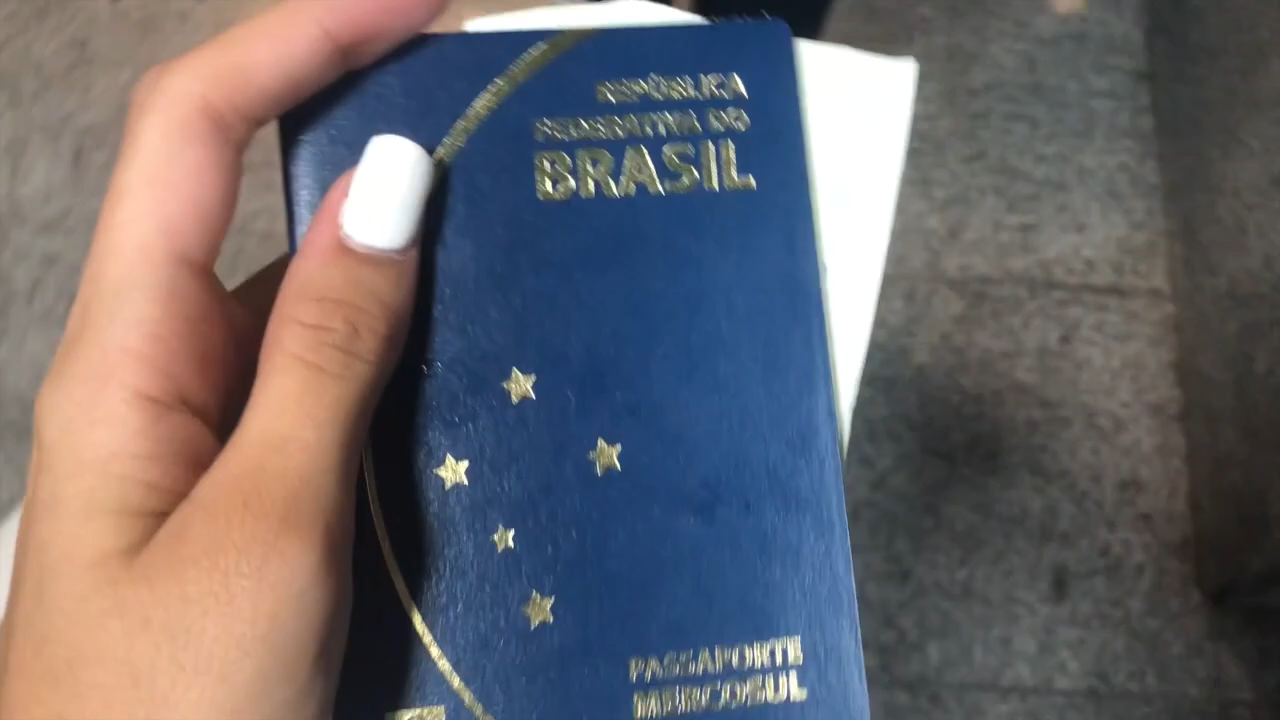 REPÚBLICA
FEDERATIVA DO
BRASIL
PASSAPORTE
MERCOSUL